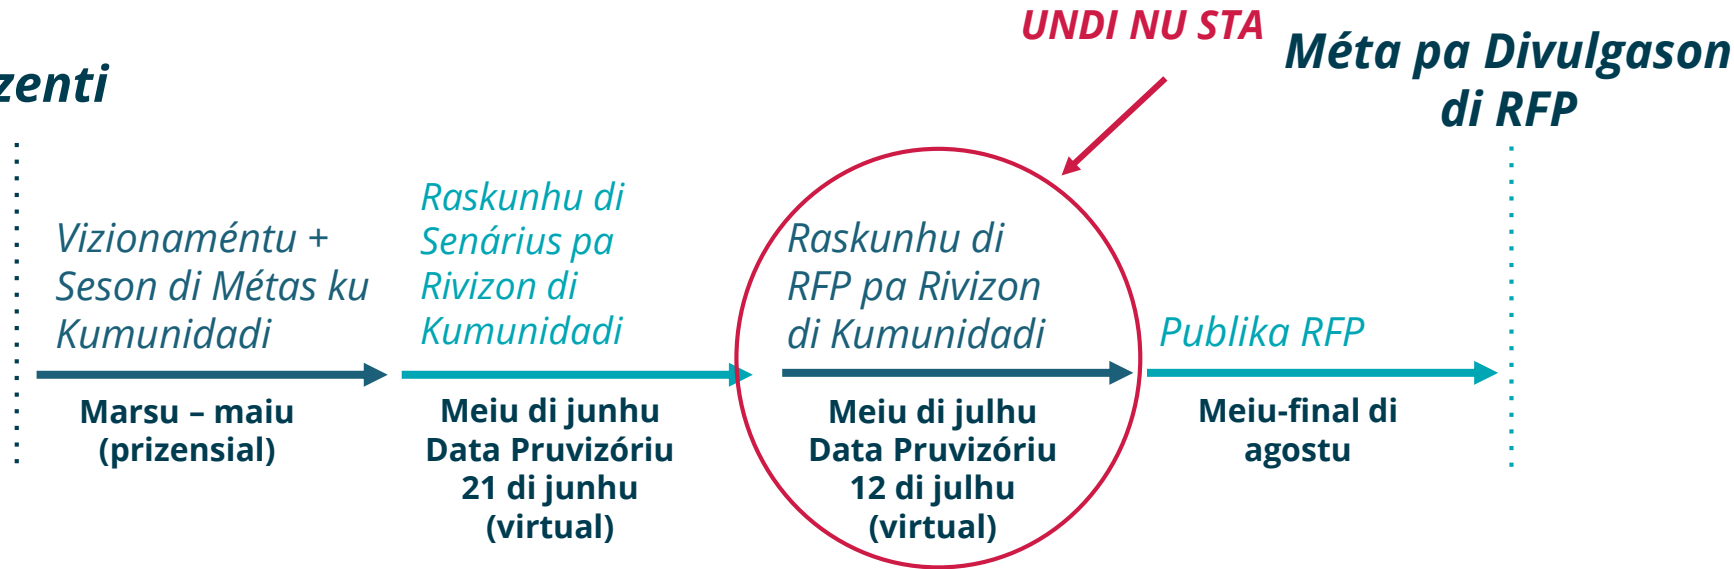 UNDI NU STA
Méta pa Divulgason
di RFP
zenti
Vizionaméntu +
Seson di Métas ku
Kumunidadi
Marsu – maiu
(prizensial)
Raskunhu di
Senárius pa
Rivizon di
Kumunidadi
Meiu di junhu
Data Pruvizóriu
21 di junhu
(virtual)
Raskunhu di
RFP pa Rivizon
di Kumunidadi
Meiu di julhu
Data Pruvizóriu
12 di julhu
(virtual)
Publika RFP
Meiu-final di
agostu